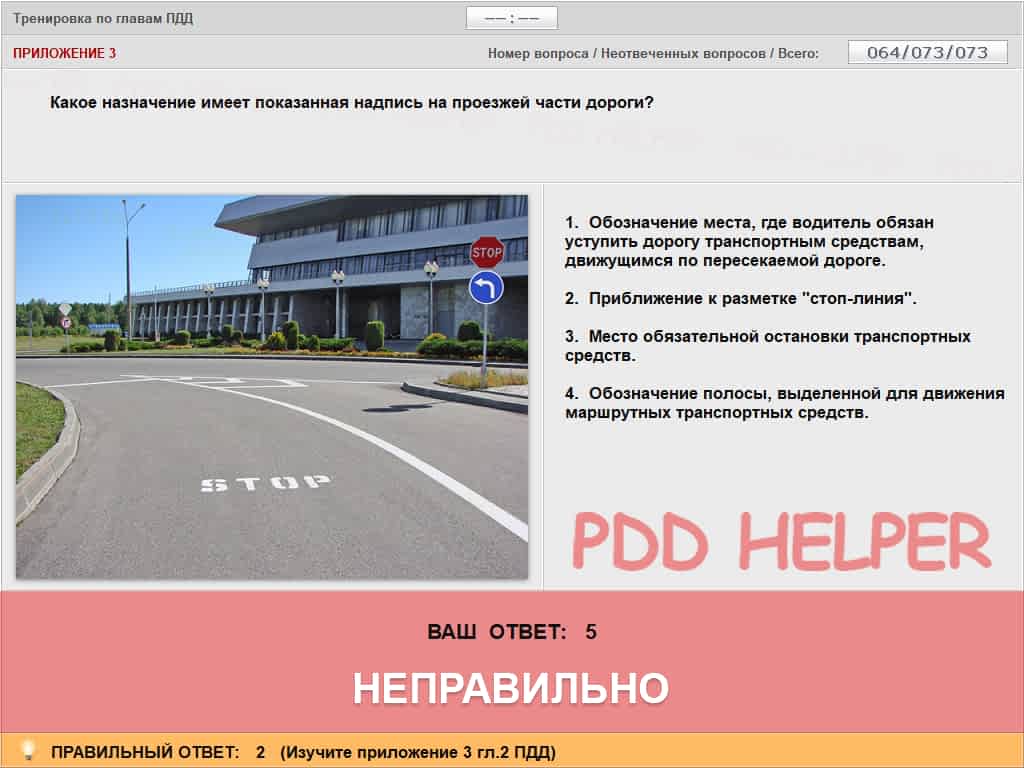 Тренировка по главам ПДД
—— : ——
ПРИЛОЖЕНИЕ 3
Номер вопроса / Неотвеченных вопросов / Всего:
064/073/073
Какое назначение имеет показанная надпись на проезжей части дороги?
STOP
STOP
1. Обозначение места, где водитель обязан
уступить дорогу транспортным средствам,
движущимся по пересекаемой дороге.
2. Приближение к разметке "стоп-линия".
3. Место обязательной остановки транспортных
средств.
4. Обозначение полосы, выделенной для движения
маршрутных транспортных средств.
PDD HELPER
ВАШ ОТВЕТ: 5
НЕПРАВИЛЬНО
ПРАВИЛЬНЫЙ ОТВЕТ: 2 (Изучите приложение 3 гл.2 ПДД)